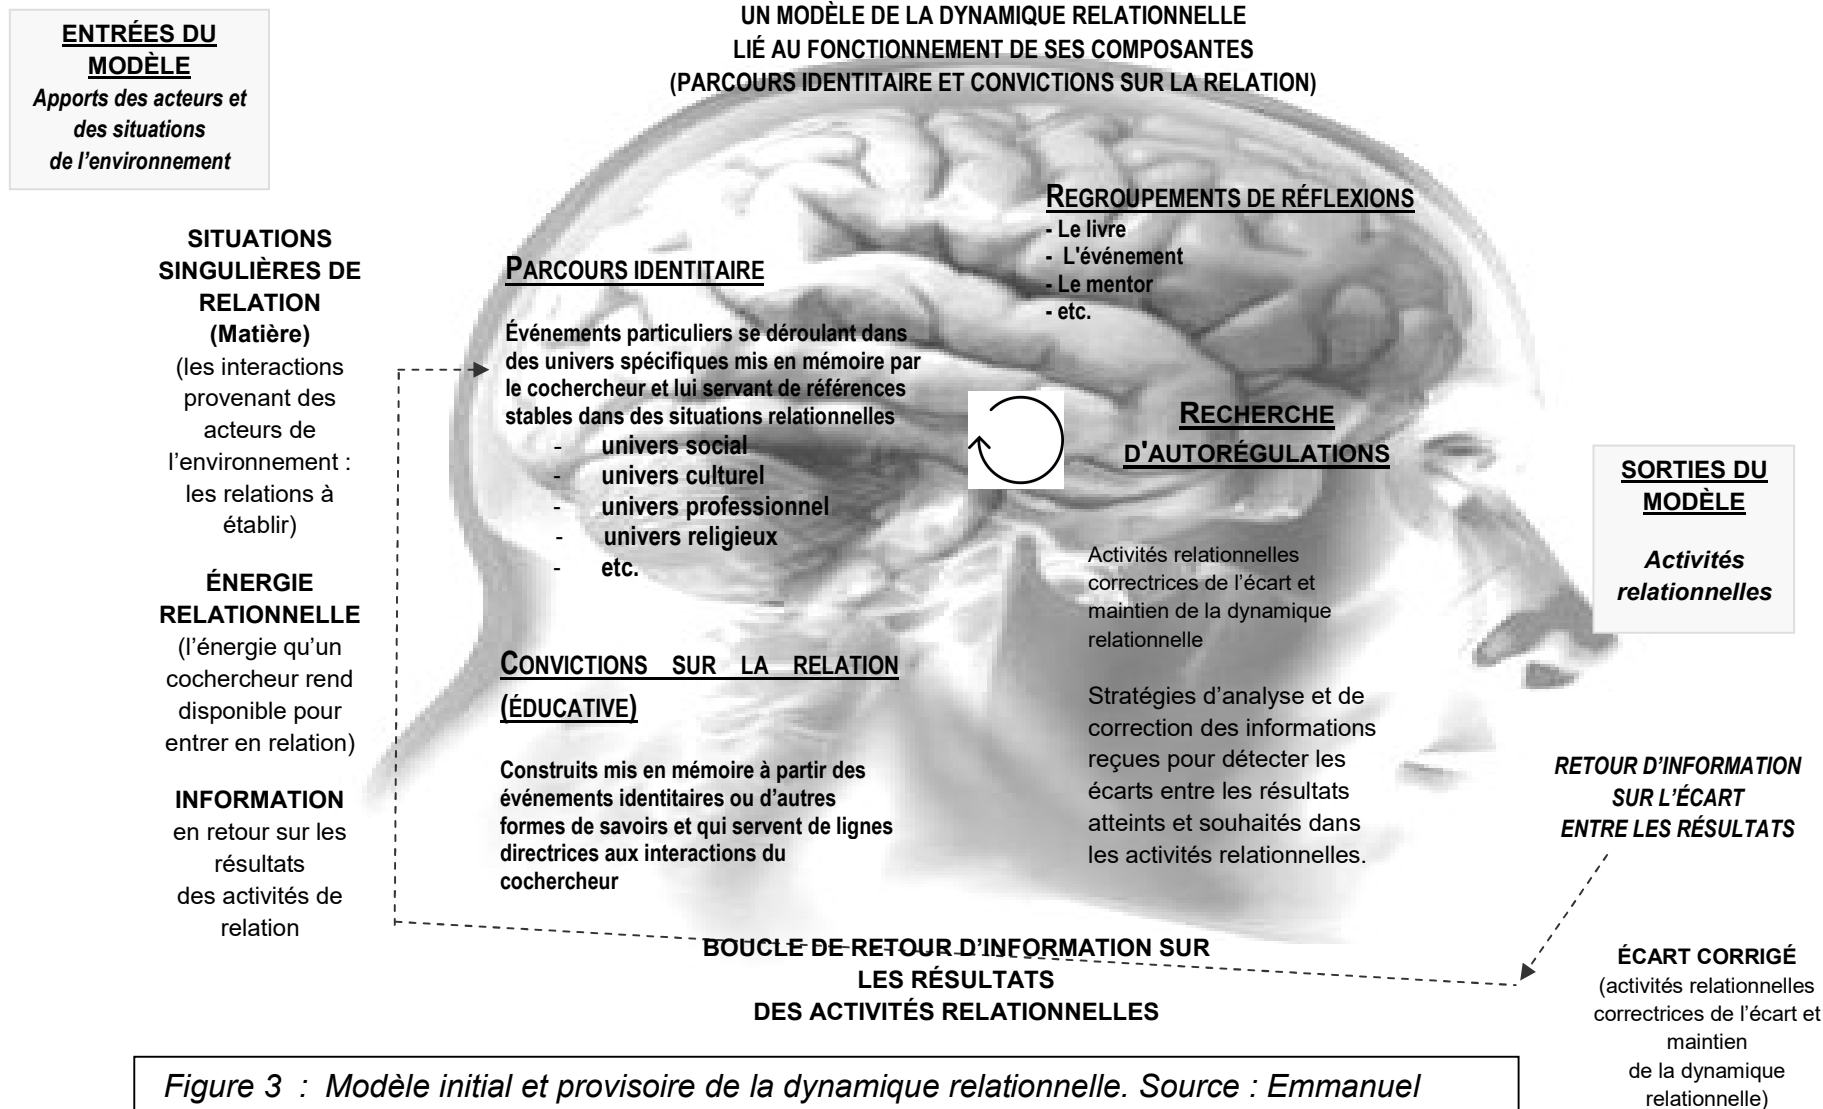 UN MODÈLE DE LA DYNAMIQUE RELATIONNELLE
LIÉ AU FONCTIONNEMENT DE SES COMPOSANTES
(PARCOURS IDENTITAIRE ET CONVICTIONS SUR LA RELATION)
ENTRÉES DU
MODÈLE
Apports des acteurs et
des situations
de l’environnement
SITUATIONS
SINGULIÈRES DE
RELATION
(Matière)
(les interactions
provenant des
acteurs de
l’environnement :
les relations à
établir)
ÉNERGIE
RELATIONNELLE
(l’énergie qu’un
cochercheur rend
disponible pour
entrer en relation)
INFORMATION
en retour sur les
résultats
des activités de
relation
PARCOURS IDENTITAIRE
Événements particuliers se déroulant dans
des univers spécifiques mis en mémoire par
le cochercheur et lui servant de références
stables dans des situations relationnelles
- univers social
- univers culturel
- univers professionnel
- univers religieux
- etc.
CONVICTIONS SUR LA RELATION
(ÉDUCATIVE)
Construits mis en mémoire à partir des
événements identitaires ou d’autres
formes de savoirs et qui servent de lignes
directrices aux interactions du
cochercheur
REGROUPEMENTS DE RÉFLEXIONS
- Le livre
- L'événement
- Le mentor
- etc.
RECHERCHE
D'AUTORÉGULATIONS
Activités relationnelles
correctrices de l’écart et
maintien de la dynamique
relationnelle
Stratégies d’analyse et de
correction des informations
reçues pour détecter les
écarts entre les résultats
atteints et souhaités dans
les activités relationnelles.
SORTIES DU
MODÈLE
Activités
relationnelles
RETOUR D’INFORMATION
SUR L’ÉCART
ENTRE LES RÉSULTATS
ÉCART CORRIGÉ
(activités relationnelles
correctrices de l’écart et
maintien
de la dynamique
relationnelle)
BOUCLE DE RETOUR D’INFORMATION SUR
LES RÉSULTATS
DES ACTIVITÉS RELATIONNELLES
Figure 3 : Modèle initial et provisoire de la dynamique relationnelle. Source : Emmanuel